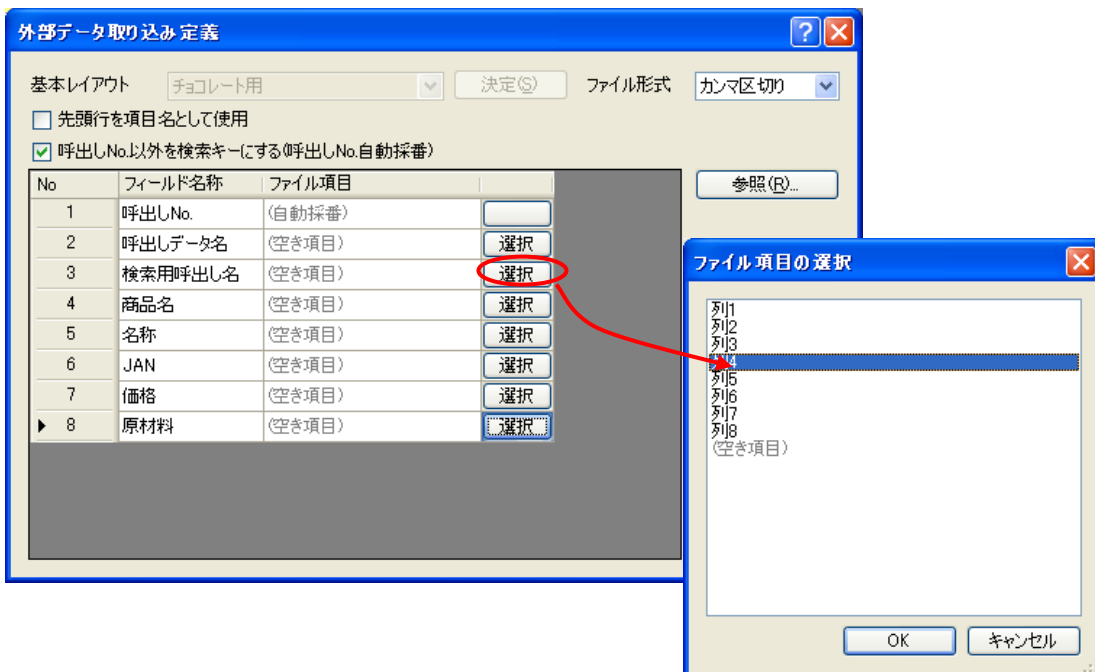 外部データ取り込み定義
基本レイアウト チョコレート用 決定(S) ファイル形式 カンマ区切り
先頭行を項目名として使用
呼出しNo.以外を検索キーにする(呼出しNo.自動採番)
No フィールド名称 ファイル項目
参照(R)...
1 呼出しNo. (自動採番)
2 呼出しデータ名 (空き項目) 選択
3 検索用呼出し名 (空き項目) 選択
4 商品名 (空き項目) 選択
5 名称 (空き項目) 選択
6 JAN (空き項目) 選択
7 価格 (空き項目) 選択
8 原材料 (空き項目) 選択
ファイル項目の選択
列1
列2
列3
列4
列5
列6
列7
列8
(空き項目)
OK キャンセル